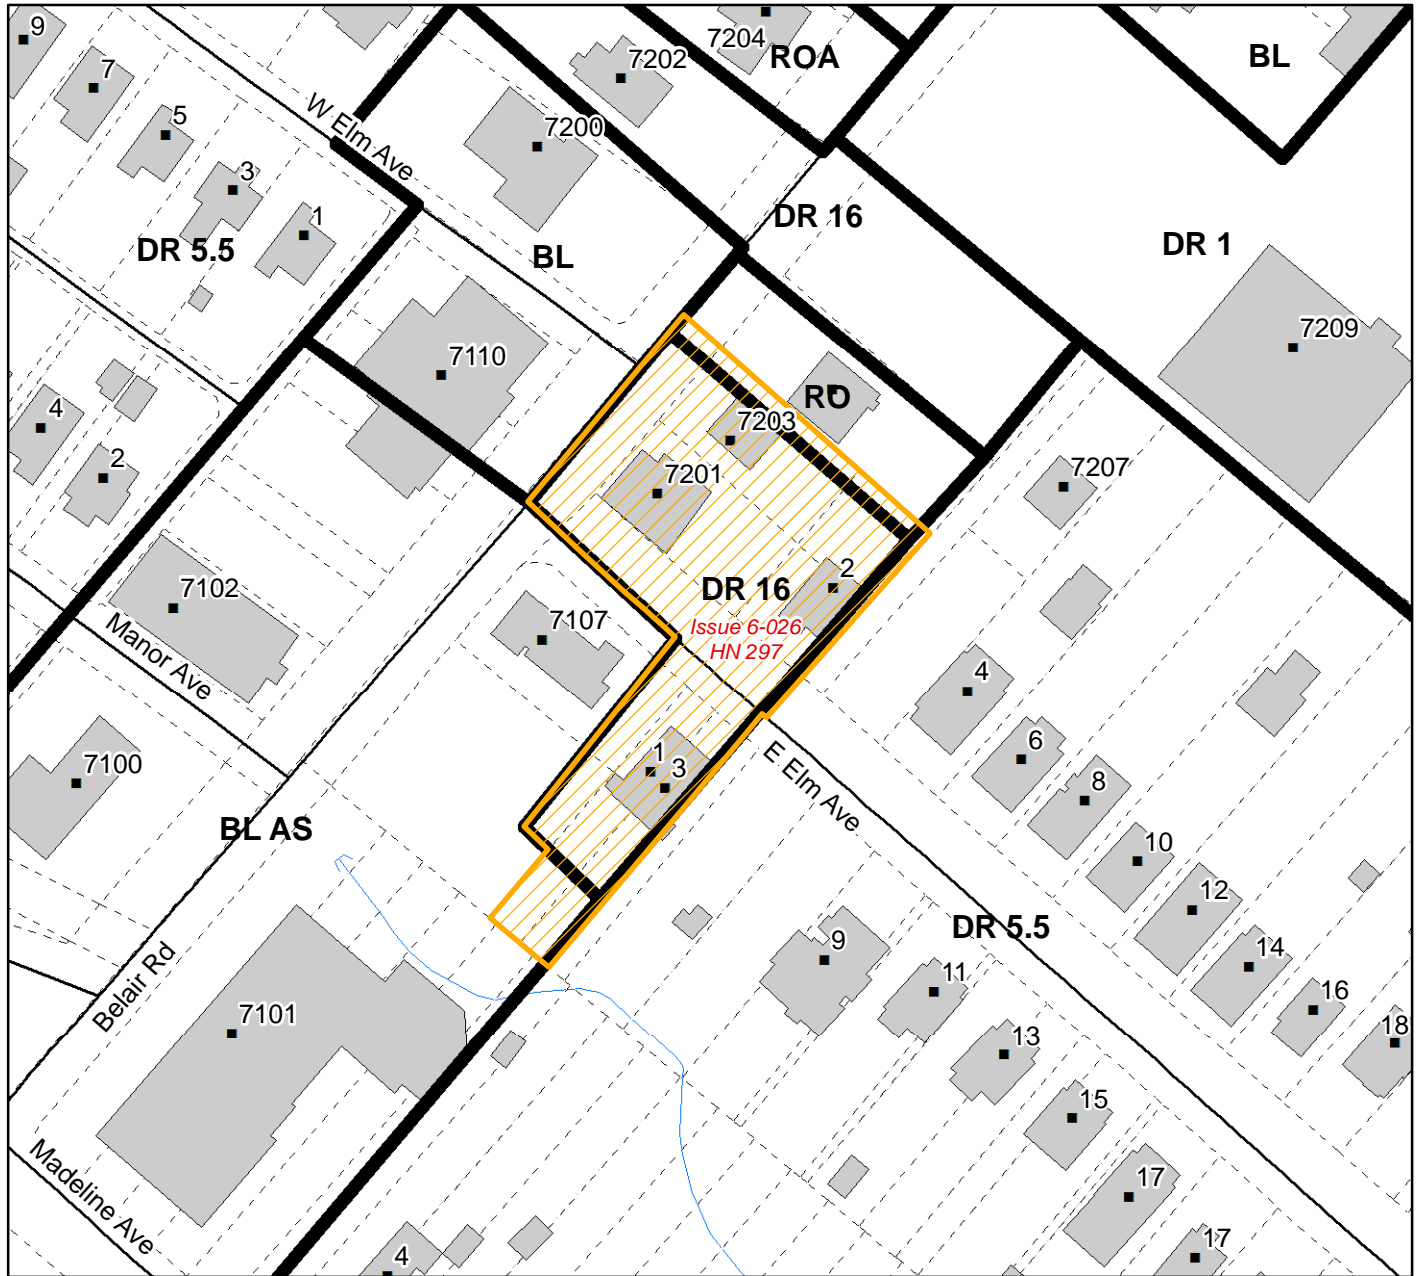 9
7204
ROA
BL
7202
7
7200
5
W Elm Ave
3
1
DR 16
DR 5.5
BL
DR 1
7110
7209
RO
4
7203
2
7201
7207
2
DR 16
7102
Issue 6-026
7107
HN 297
Manor Ave
4
6
1
3
7100
E Elm Ave
8
BL AS
10
12
DR 5.5
9
14
11
Belair Rd
16
7101
18
13
15
Madeline Ave
17
17
4